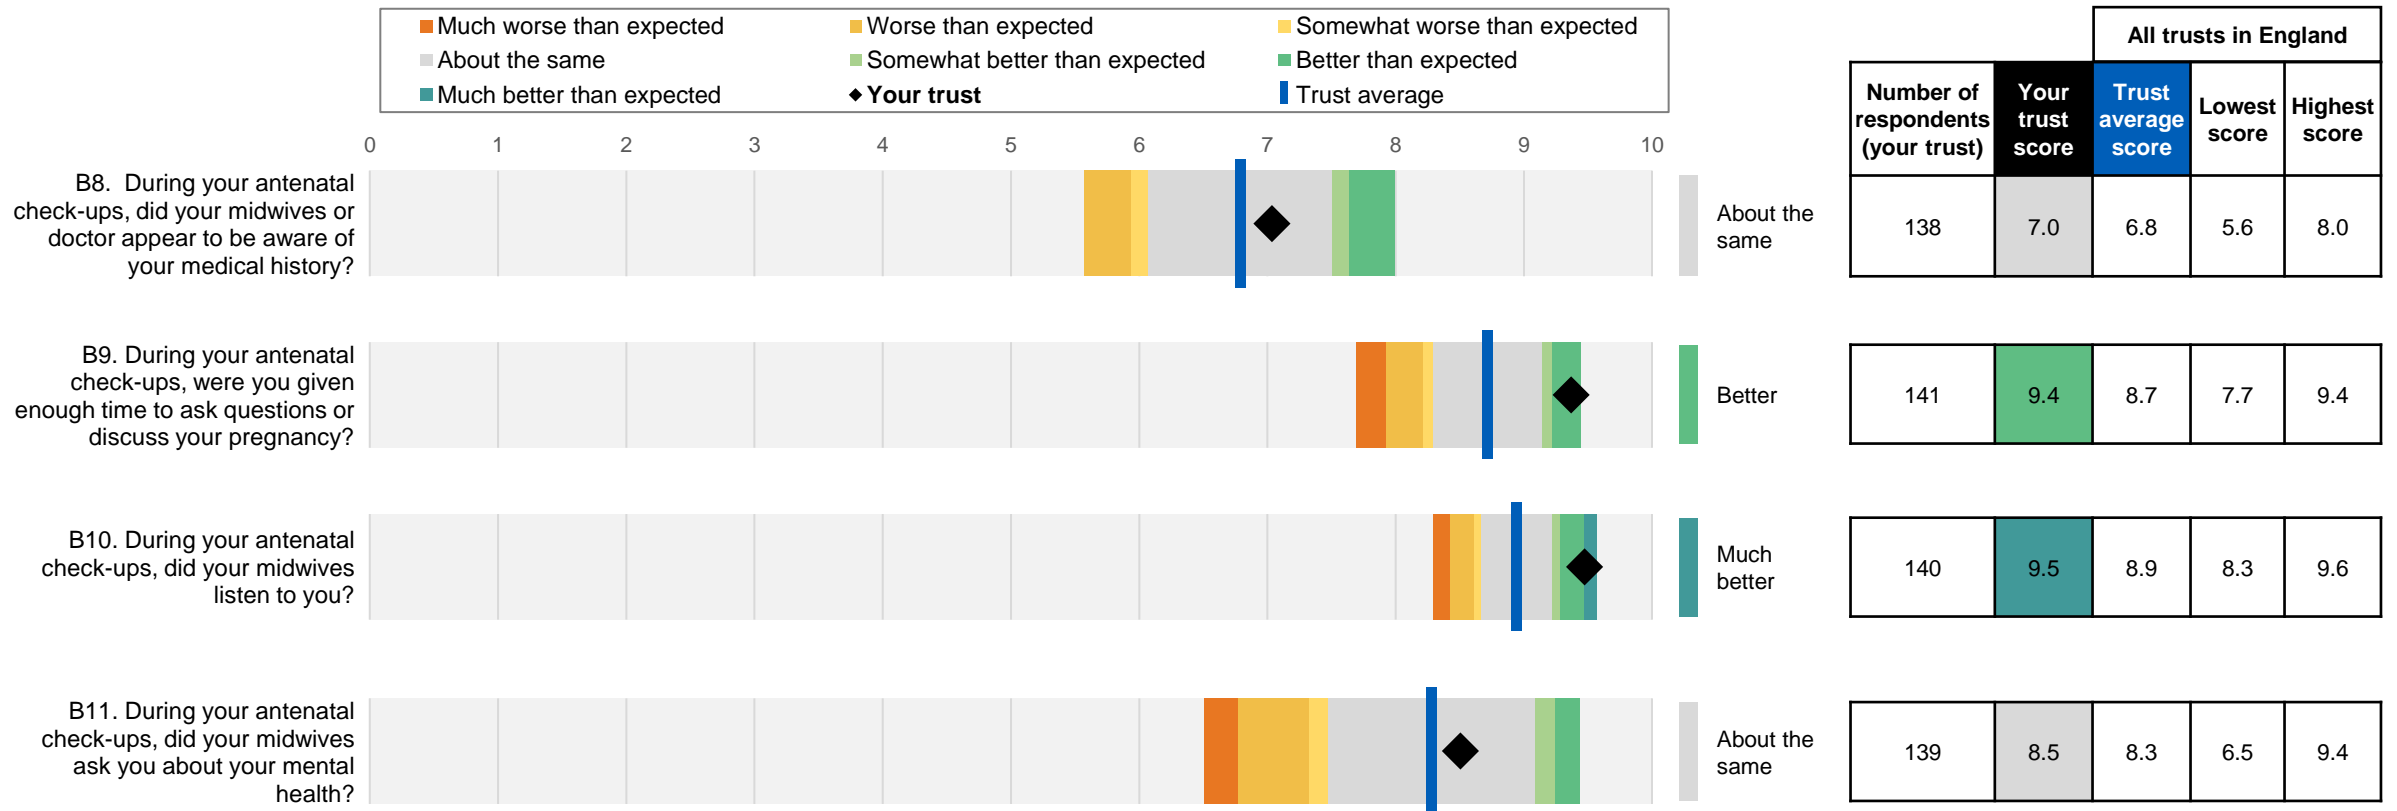 Much worse than expected
Worse than expected
Somewhat worse than expected
About the same
Somewhat better than expected
Better than expected
Much better than expected
Your trust
Trust average
All trusts in England
Number of
respondents
(your trust)
Your
trust
score
Trust
average
score
Lowest
score
Highest
score
0 1 2 3 4 5 6 7 8 9 10
B8. During your antenatal
check-ups, did your midwives or
doctor appear to be aware of
your medical history?
About the
same
138 7.0 6.8 5.6 8.0
B9. During your antenatal
check-ups, were you given
enough time to ask questions or
discuss your pregnancy?
Better
141 9.4 8.7 7.7 9.4
B10. During your antenatal
check-ups, did your midwives
listen to you?
Much
better
140 9.5 8.9 8.3 9.6
B11. During your antenatal
check-ups, did your midwives
ask you about your mental
health?
About the
same
139 8.5 8.3 6.5 9.4